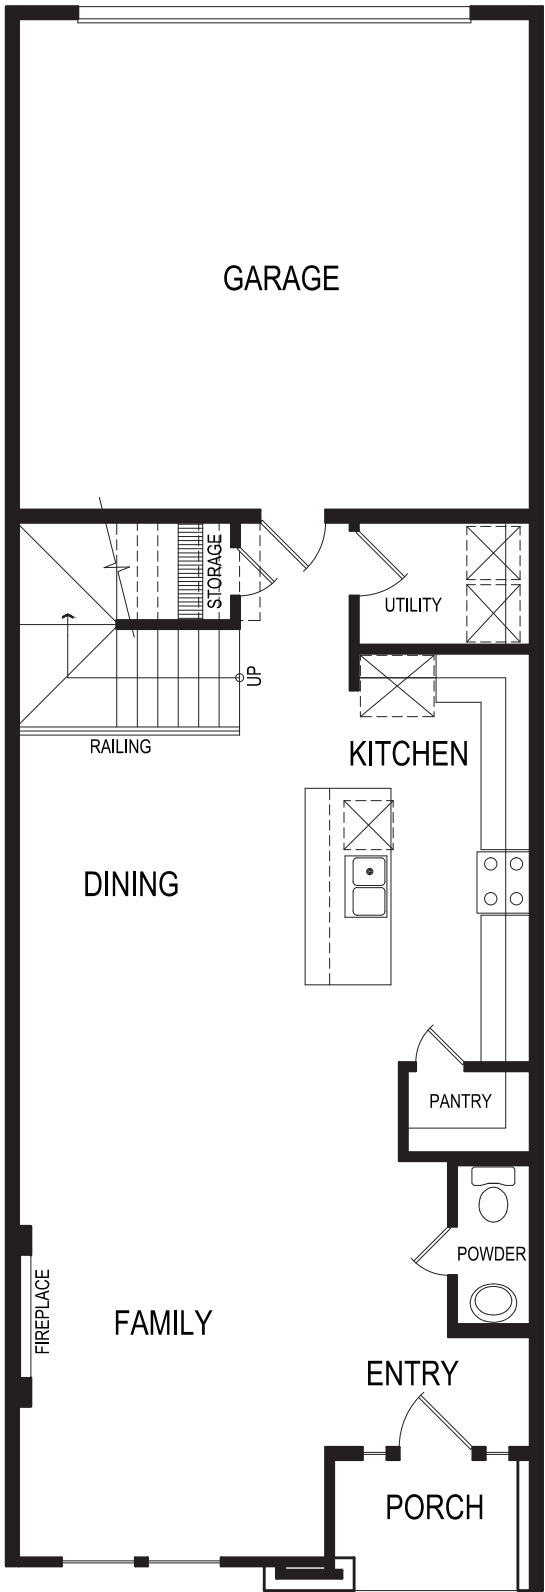 GARAGE
STORAGE
UTILITY
UP
RAILING
KITCHEN
DINING
PANTRY
POWDER
FIREPLACE
FAMILY
ENTRY
PORCH